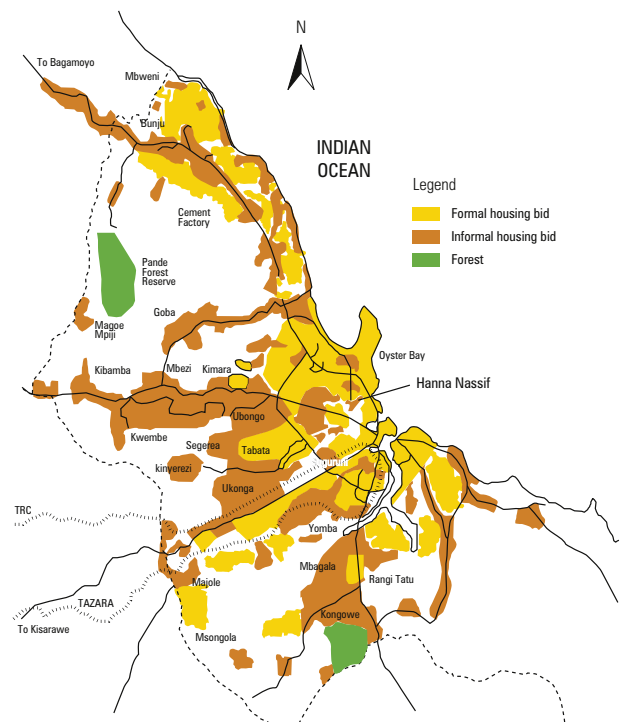 N
To Bagamoyo
Mbweni
Bunju
INDIAN
OCEAN
Legend
Formal housing bid
Informal housing bid
Forest
Cement
Factory
Pande
Forest
Reserve
Goba
Magoe
Mpiji
Oyster Bay
Kibamba
Mbezi
Kimara
Hanna Nassif
Ubongo
Kwembe
Segerea
Tabata
kinyerezi
Ukonga
TRC
Yomba
Mbagala
Rangi Tatu
Majole
TAZARA
Kongowe
To Kisarawe
Msongola